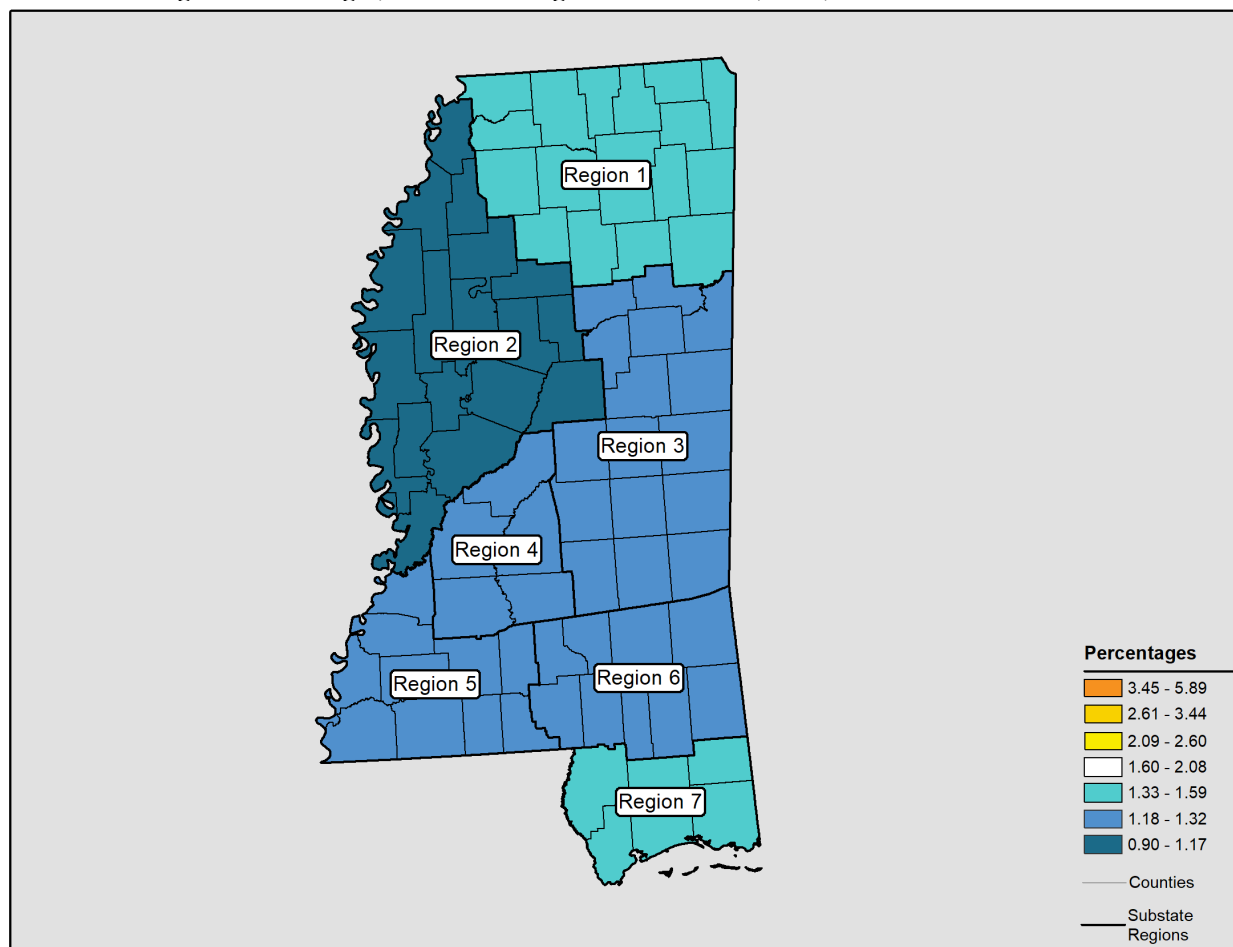 Region 1
Region 2
Region 3
Region 4
Region 5
Region 6
Region 7
Percentages
3.45 - 5.89
2.61 - 3.44
2.09 - 2.60
1.60 - 2.08
1.33 - 1.59
1.18 - 1.32
0.90 - 1.17
Counties
Substate
Regions